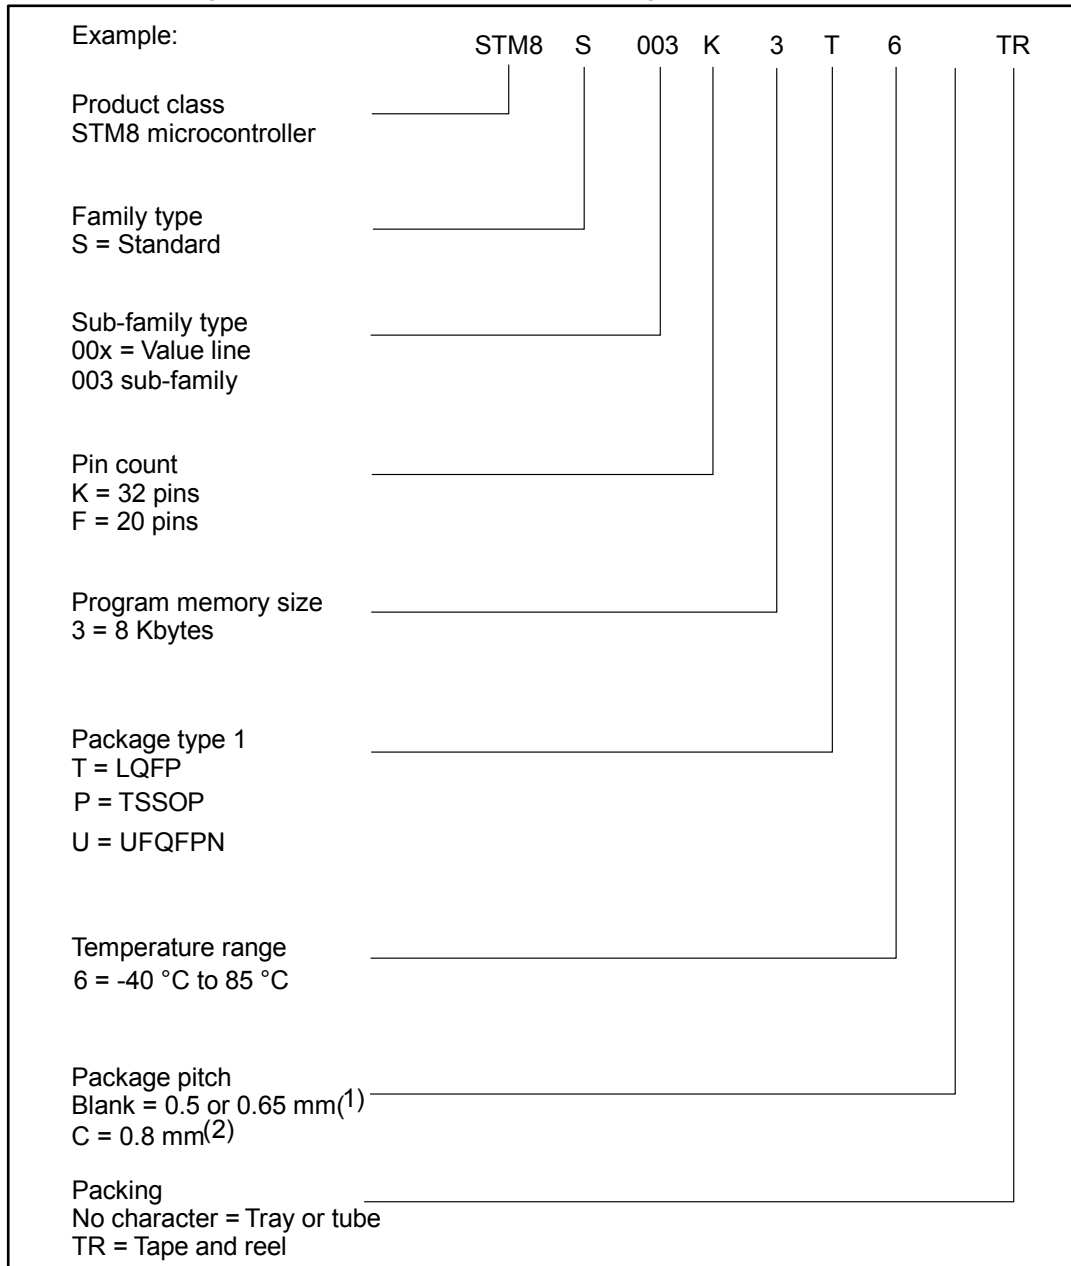 Example:
STM8 S 003 K 3 T 6 TR
Product class
STM8 microcontroller
Family type
S = Standard
Sub-family type
00x = Value line
003 sub-family
Pin count
K = 32 pins
F = 20 pins
Program memory size
3 = 8 Kbytes
Package type 1
T = LQFP
P = TSSOP
U = UFQFPN
Temperature range
6 = -40 °C to 85 °C
Package pitch
Blank = 0.5 or 0.65 mm(1)
C = 0.8 mm(2)
Packing
No character = Tray or tube
TR = Tape and reel